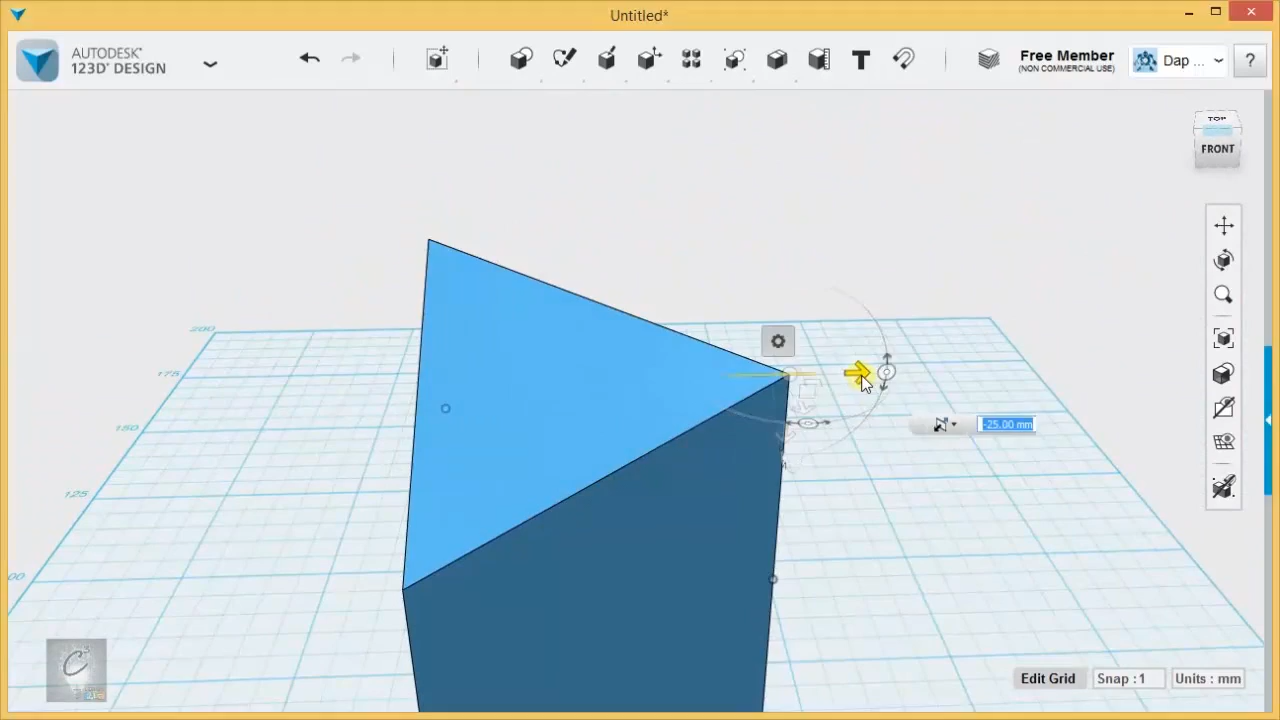 Untitled*
AUTODESK®
123D® DESIGN
Free Member
(NON COMMERCIAL USE)
Dap ...
?
TOP
FRONT
200
175
150
125
00
-25.00 mm
Edit Grid
Snap : 1
Units : mm